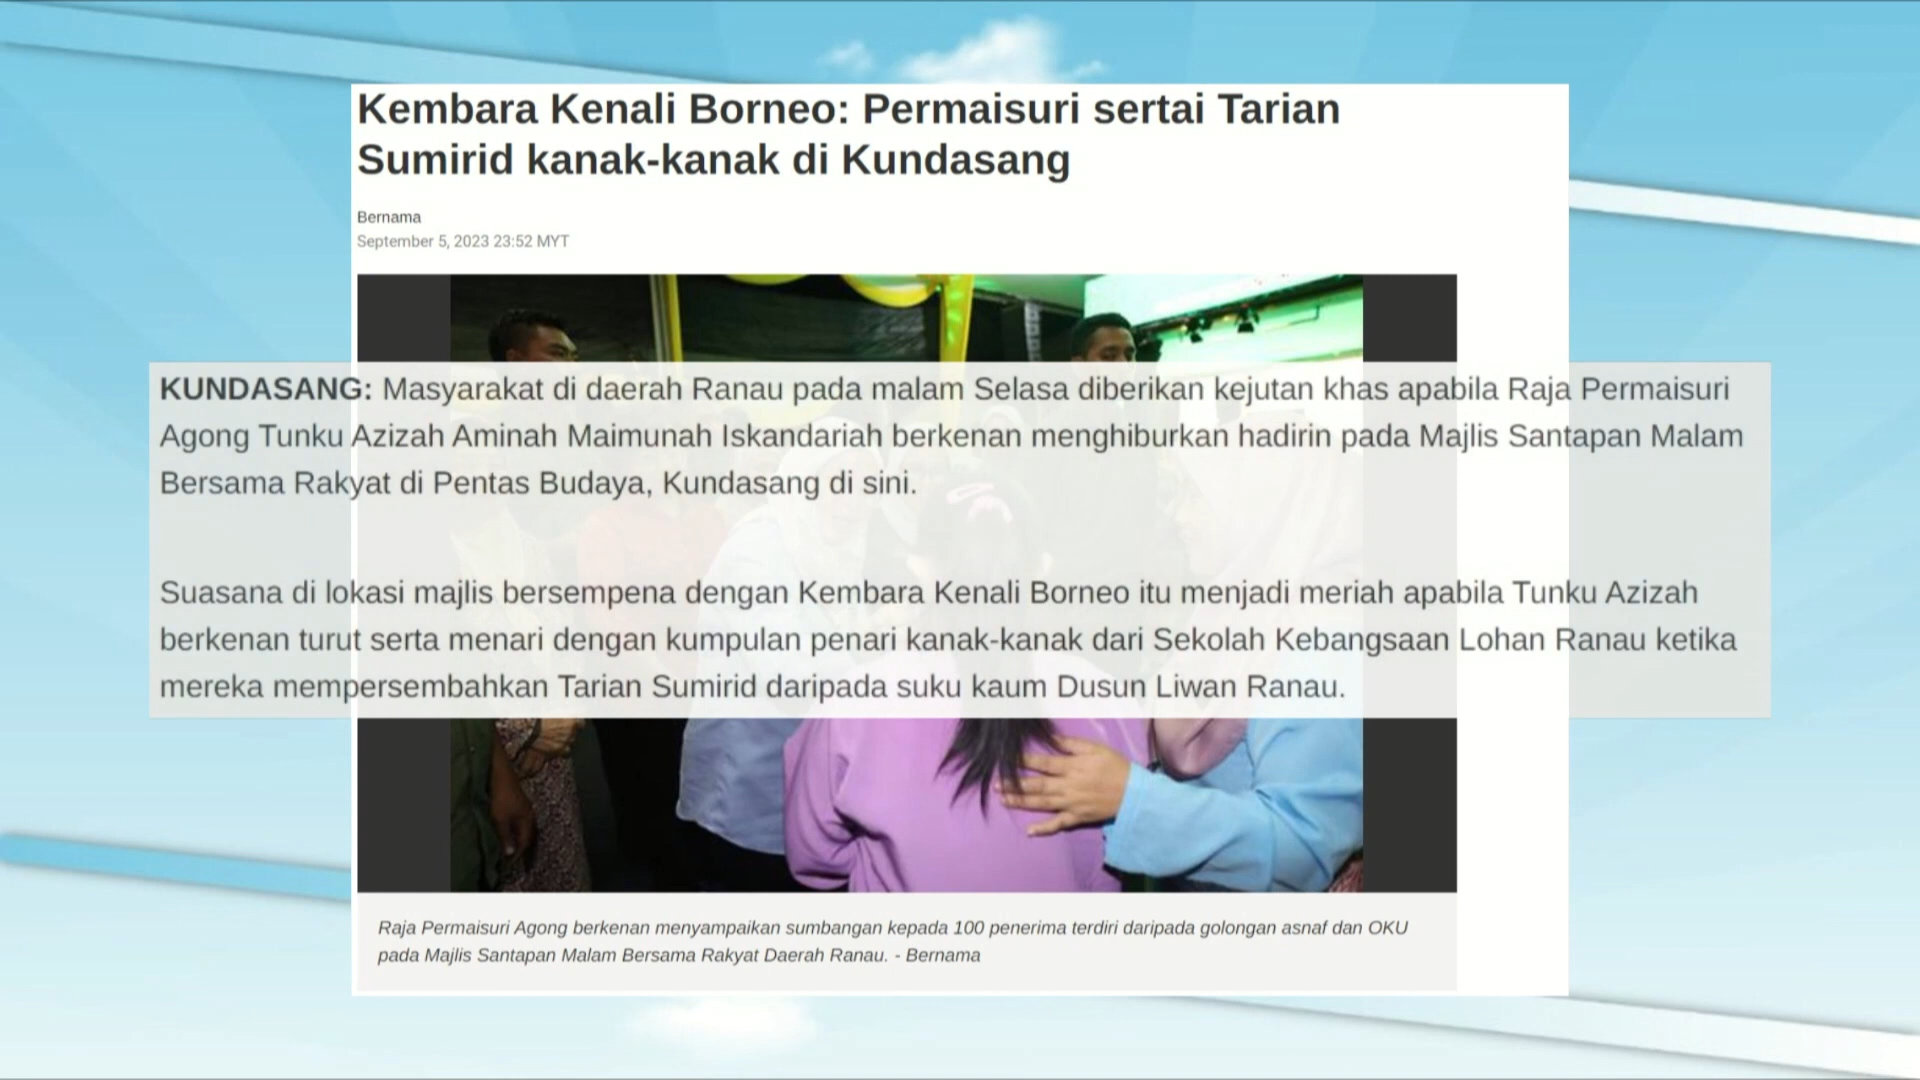 Kembara Kenali Borneo: Permaisuri sertai Tarian
Sumirid kanak-kanak di Kundasang
Bernama
September 5, 2023 23:52 MYT
KUNDASANG: Masyarakat di daerah Ranau pada malam Selasa diberikan kejutan khas apabila Raja Permaisuri
Agong Tunku Azizah Aminah Maimunah Iskandariah berkenan menghiburkan hadirin pada Majlis Santapan Malam
Bersama Rakyat di Pentas Budaya, Kundasang di sini.
Suasana di lokasi majlis bersempena dengan Kembara Kenali Borneo itu menjadi meriah apabila Tunku Azizah
berkenan turut serta menari dengan kumpulan penari kanak-kanak dari Sekolah Kebangsaan Lohan Ranau ketika
mereka mempersembahkan Tarian Sumirid daripada suku kaum Dusun Liwan Ranau.
Raja Permaisuri Agong berkenan menyampaikan sumbangan kepada 100 penerima terdiri daripada golongan asnaf dan OKU
pada Majlis Santapan Malam Bersama Rakyat Daerah Ranau. - Bernama